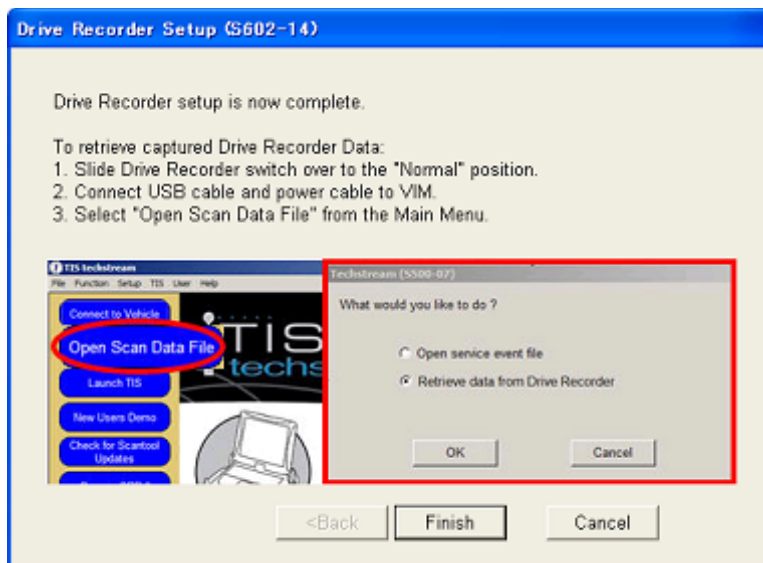 Drive Recorder Setup (S602-14)
Drive Recorder setup is now complete.
To retrieve captured Drive Recorder Data:
1. Slide Drive Recorder switch over to the "Normal" position.
2. Connect USB cable and power cable to VIM.
3. Select "Open Scan Data File" from the Main Menu.
TIS techstream
File Function Setup TIS User Help
Connect to Vehicle
Open Scan Data File
Launch TIS
New Users Demo
Check for Scantool
Updates
TIS
techs
Techstream (S500-07)
What would you like to do ?
Open service event file
Retrieve data from Drive Recorder
OK
Cancel
<Back
Finish
Cancel